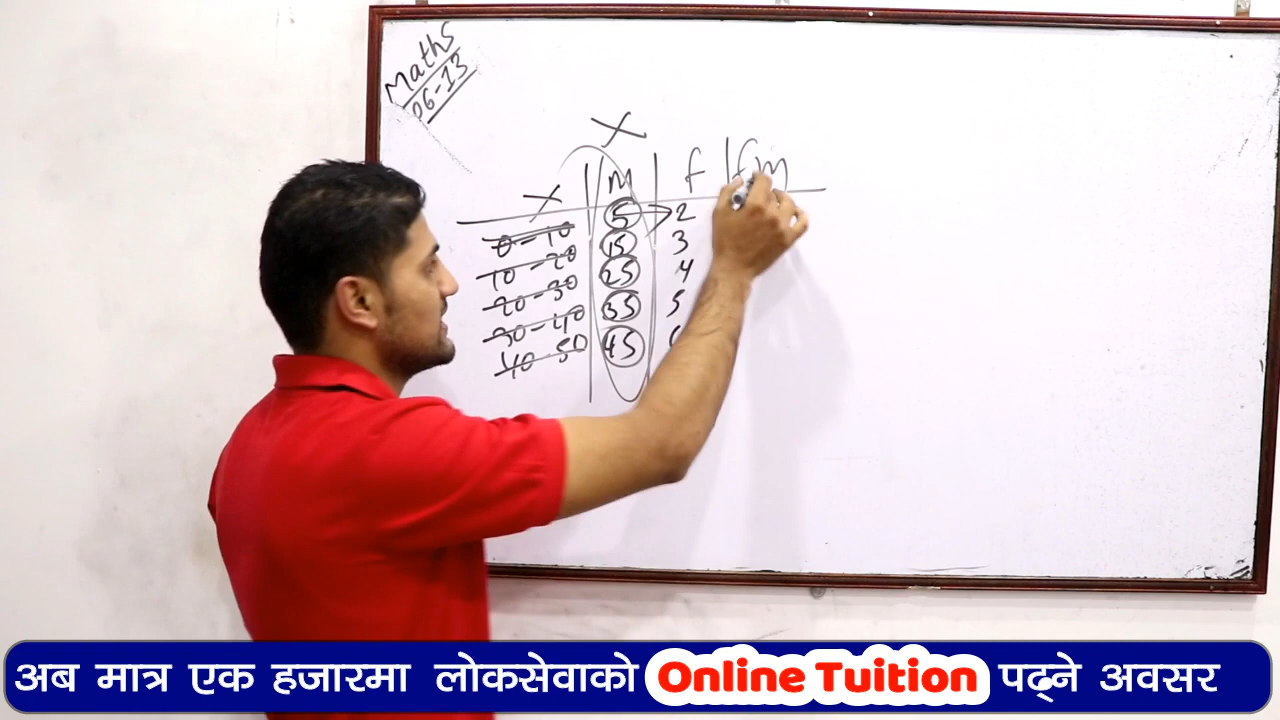 Maths
06-13
X
X m f fm
0-10 5 2
10-20 15 3
20-30 25 4
30-40 35 5
40-50 45
अब मात्र एक हजारमा लोकसेवाको Online Tuition पढ्ने अवसर